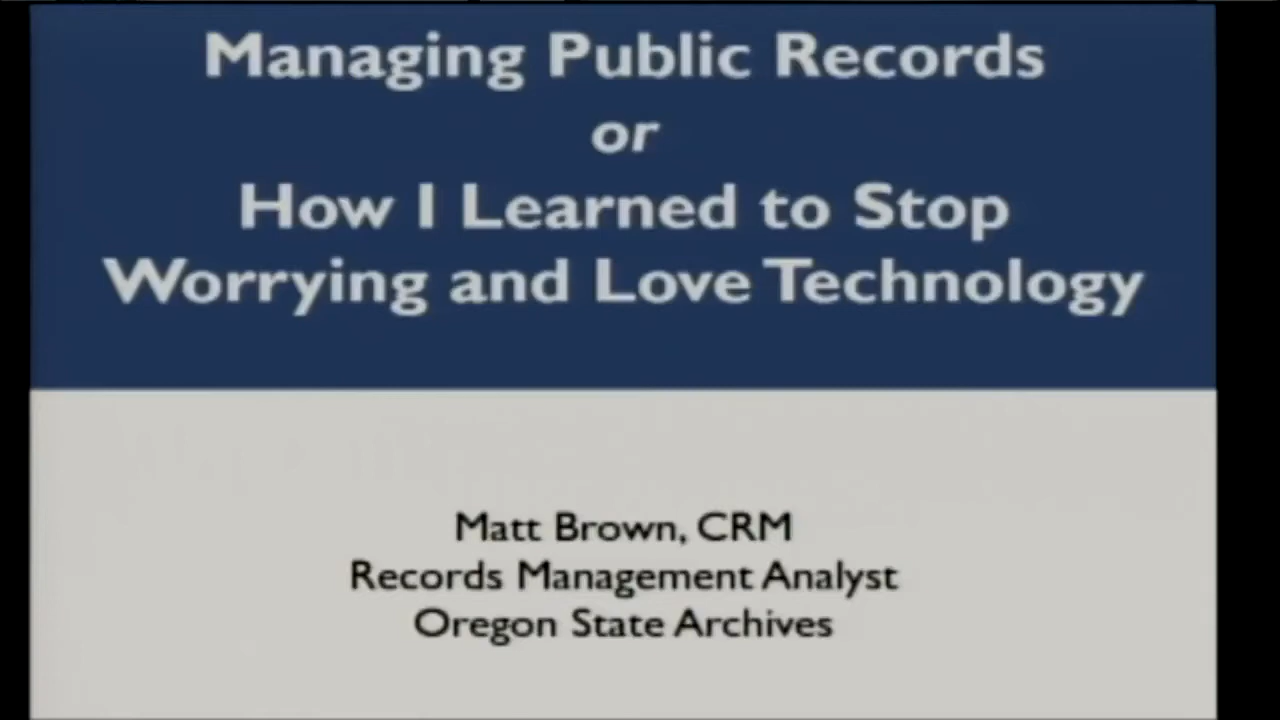 Managing Public Records
or
How I Learned to Stop
Worrying and Love Technology
Matt Brown, CRM
Records Management Analyst
Oregon State Archives